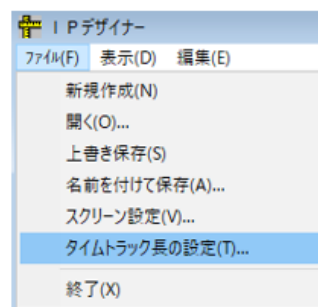 ＩＰデザイナー
ファイル(F) 表示(D) 編集(E)
新規作成(N)
開く(O)...
上書き保存(S)
名前を付けて保存(A)...
スクリーン設定(V)...
タイムトラック長の設定(T)...
終了(X)